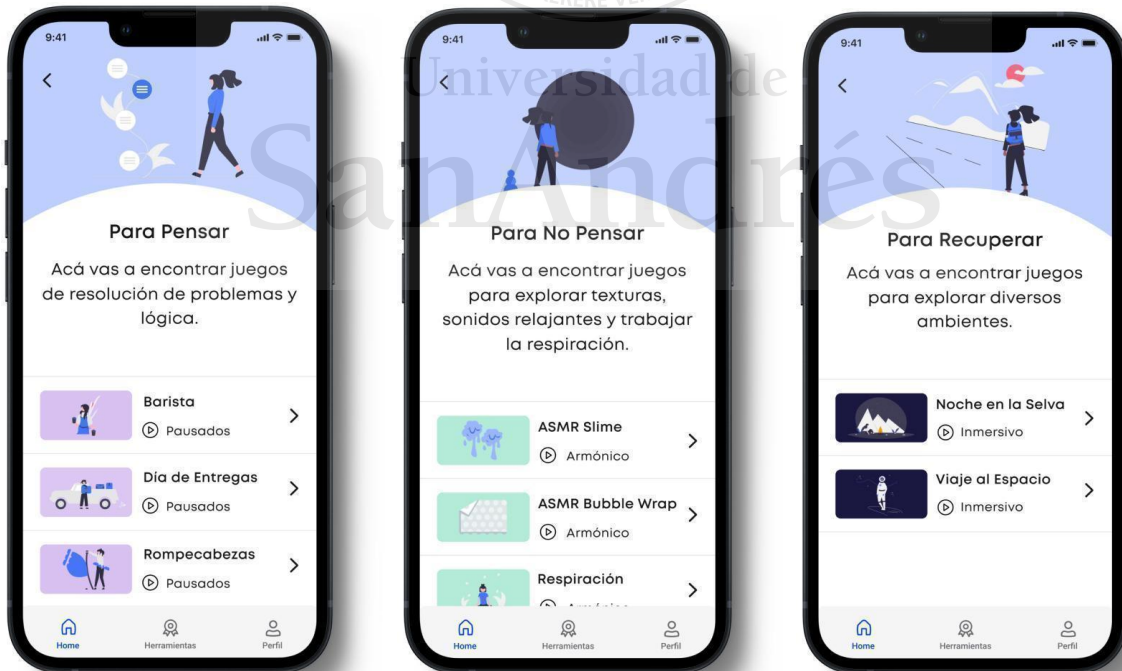 Universidad de
SanAndrés
9:41
Para Pensar
Acá vas a encontrar juegos
de resolución de problemas y
lógica.
Barista
Pausados
Día de Entregas
Pausados
Rompecabezas
Pausados
Home
Herramientas
Perfil
9:41
Para No Pensar
Acá vas a encontrar juegos
para explorar texturas,
sonidos relajantes y trabajar
la respiración.
ASMR Slime
Armónico
ASMR Bubble Wrap
Armónico
Respiración
Armónico
Home
Herramientas
Perfil
9:41
Para Recuperar
Acá vas a encontrar juegos
para explorar diversos
ambientes.
Noche en la Selva
Inmersivo
Viaje al Espacio
Inmersivo
Home
Herramientas
Perfil